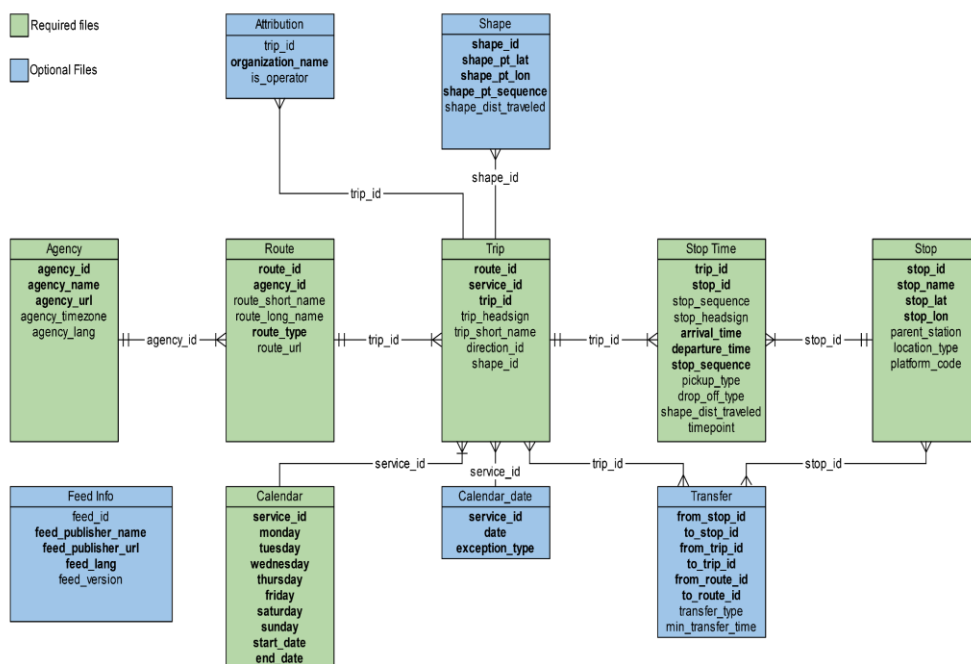 Required files
Optional Files
Attribution
trip_id
organization_name
is_operator
Shape
shape_id
shape_pt_lat
shape_pt_lon
shape_pt_sequence
shape_dist_traveled
trip_id
shape_id
Agency
agency_id
agency_name
agency_url
agency_timezone
agency_lang
agency_id
Route
route_id
agency_id
route_short_name
route_long_name
route_type
route_url
trip_id
Trip
route_id
service_id
trip_id
trip_headsign
trip_short_name
direction_id
shape_id
trip_id
Stop Time
trip_id
stop_id
stop_sequence
stop_headsign
arrival_time
departure_time
stop_sequence
pickup_type
drop_off_type
shape_dist_traveled
timepoint
stop_id
Stop
stop_id
stop_name
stop_lat
stop_lon
parent_station
location_type
platform_code
service_id
service_id
trip_id
stop_id
Feed Info
feed_id
feed_publisher_name
feed_publisher_url
feed_lang
feed_version
Calendar
service_id
monday
tuesday
wednesday
thursday
friday
saturday
sunday
start_date
end_date
Calendar_date
service_id
date
exception_type
Transfer
from_stop_id
to_stop_id
from_trip_id
to_trip_id
from_route_id
to_route_id
transfer_type
min_transfer_time